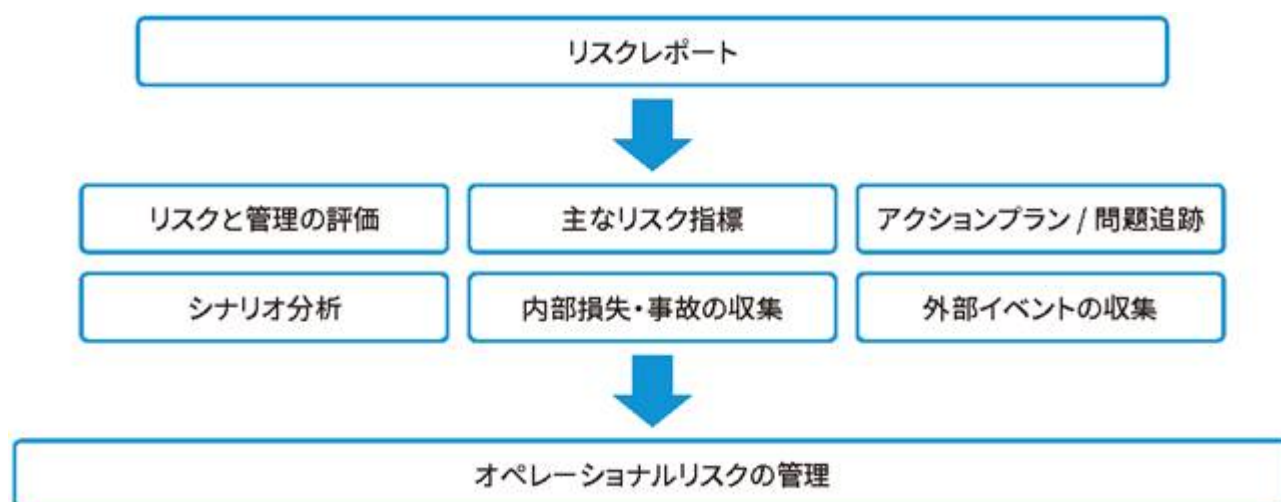 リスクレポート
リスクと管理の評価
主なリスク指標
アクションプラン / 問題追跡
シナリオ分析
内部損失・事故の収集
外部イベントの収集
オペレーショナルリスクの管理